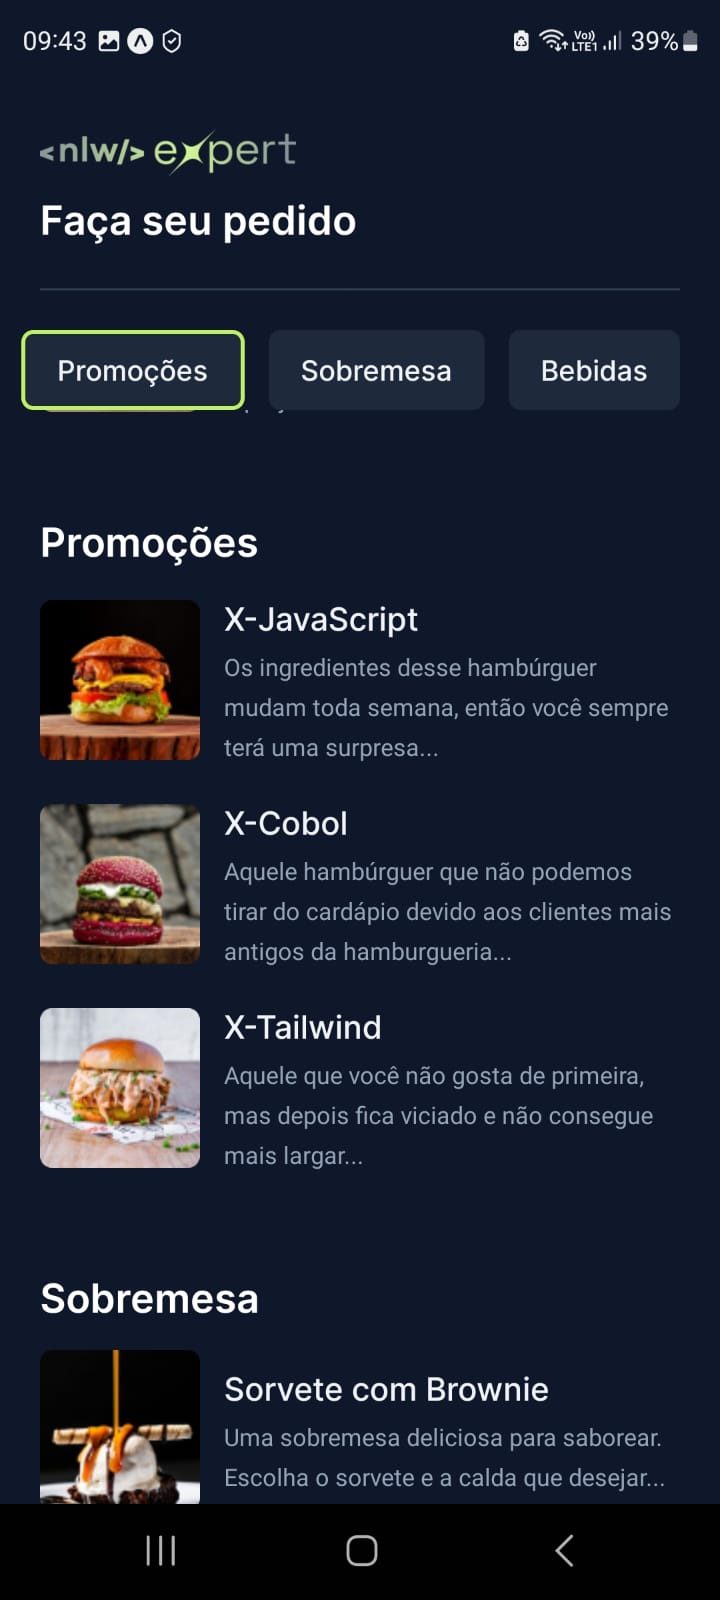 09:43
Vo))
LTE1
39%
<nlw/> expert
Faça seu pedido
Promoções
Sobremesa
Bebidas
Promoções
X-JavaScript
Os ingredientes desse hambúrguer
mudam toda semana, então você sempre
terá uma surpresa...
X-Cobol
Aquele hambúrguer que não podemos
tirar do cardápio devido aos clientes mais
antigos da hamburgueria...
X-Tailwind
Aquele que você não gosta de primeira,
mas depois fica viciado e não consegue
mais largar...
Sobremesa
Sorvete com Brownie
Uma sobremesa deliciosa para saborear.
Escolha o sorvete e a calda que desejar...